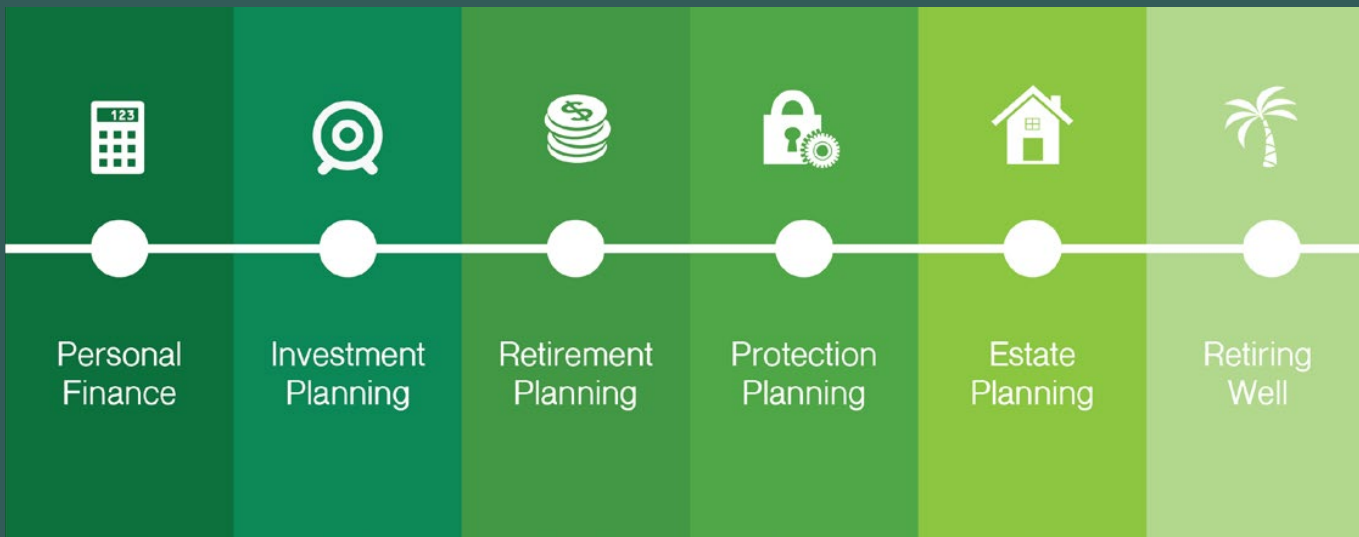 123
$
Personal
Finance
Investment
Planning
Retirement
Planning
Protection
Planning
Estate
Planning
Retiring
Well